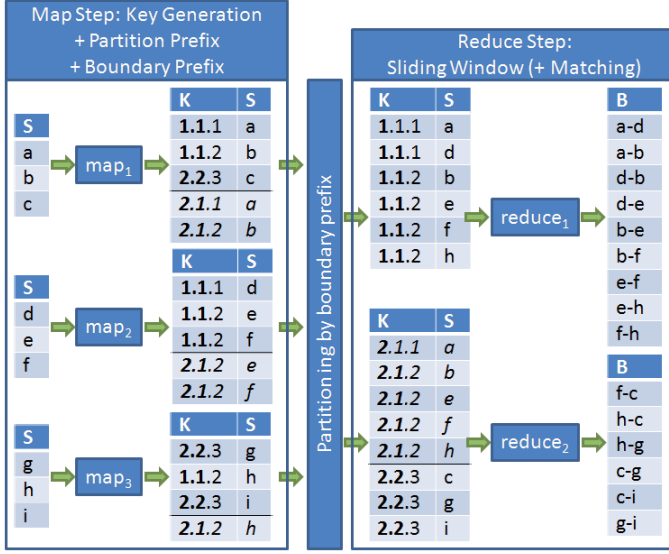 Map Step: Key Generation
+ Partition Prefix
+ Boundary Prefix
S
a
b
c
map1
K S
1.1.1 a
1.1.2 b
2.2.3 c
2.1.1 a
2.1.2 b
S
d
e
f
map2
K S
1.1.1 d
1.1.2 e
1.1.2 f
2.1.2 e
2.1.2 f
S
g
h
i
map3
K S
2.2.3 g
1.1.2 h
2.2.3 i
2.1.2 h
Partitioning by boundary prefix
Reduce Step:
Sliding Window (+ Matching)
K S
1.1.1 a
1.1.1 d
1.1.2 b
1.1.2 e
1.1.2 f
1.1.2 h
reduce1
B
a-d
a-b
d-b
d-e
b-e
b-f
e-f
e-h
f-h
K S
2.1.1 a
2.1.2 b
2.1.2 e
2.1.2 f
2.1.2 h
2.2.3 c
2.2.3 g
2.2.3 i
reduce2
B
f-c
h-c
h-g
c-g
c-i
g-i